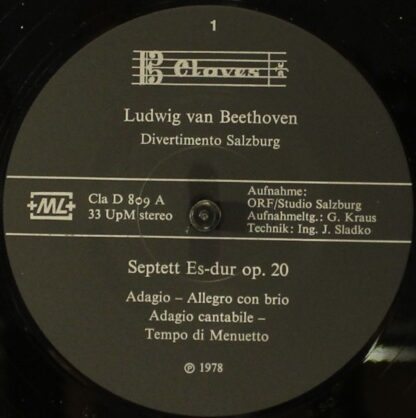 1
Claves
Ludwig van Beethoven
Divertimento Salzburg
+ML+
Cla D 809 A
33 UpM stereo
Aufnahme:
ORF/Studio Salzburg
Aufnahmeltg.: G. Kraus
Technik: Ing. J. Sladko
Septett Es-dur op. 20
Adagio – Allegro con brio
Adagio cantabile –
Tempo di Menuetto
℗ 1978